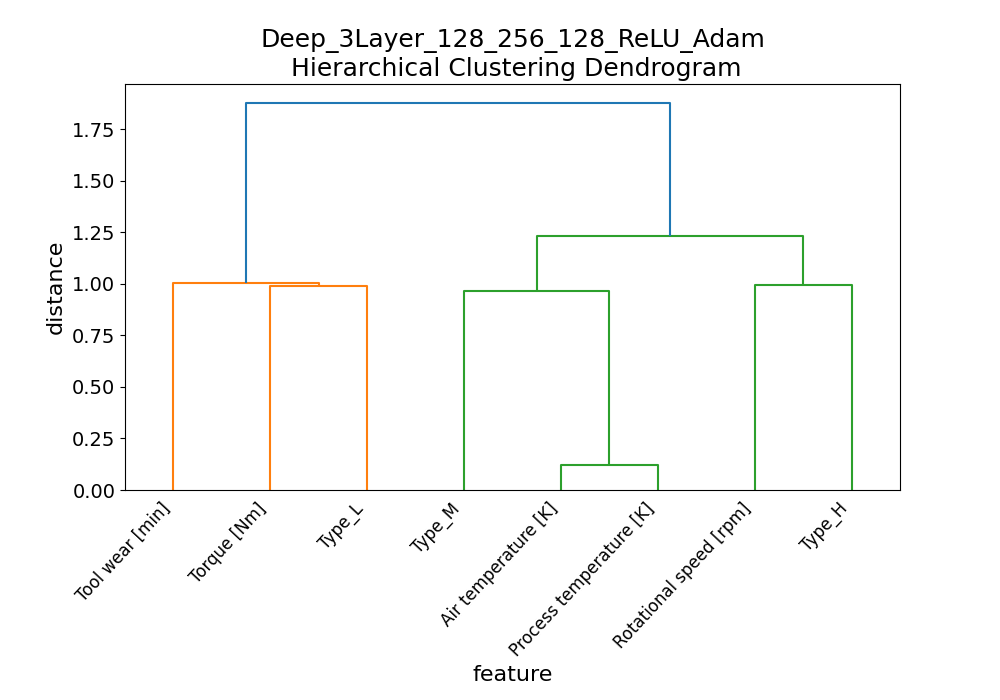 Deep_3Layer_128_256_128_ReLU_Adam
Hierarchical Clustering Dendrogram
distance
1.75
1.50
1.25
1.00
0.75
0.50
0.25
0.00
Tool wear [min]
Torque [Nm]
Type_L
Type_M
Air temperature [K]
Process temperature [K]
Rotational speed [rpm]
Type_H
feature